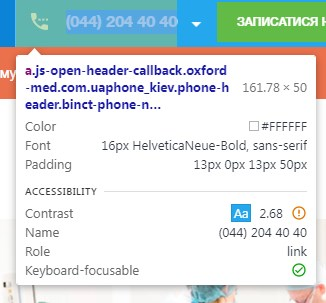 (044) 204 40 40
ЗАПИСАТИСЯ Н
му
a.js-open-header-callback.oxford
-med.com.uaphone_kiev.phone-h
eader.binct-phone-n...
161.78 × 50
Color #FFFFFF
Font 16px HelveticaNeue-Bold, sans-serif
Padding 13px 0px 13px 50px
ACCESSIBILITY
Contrast Aa 2.68
Name (044) 204 40 40
Role link
Keyboard-focusable